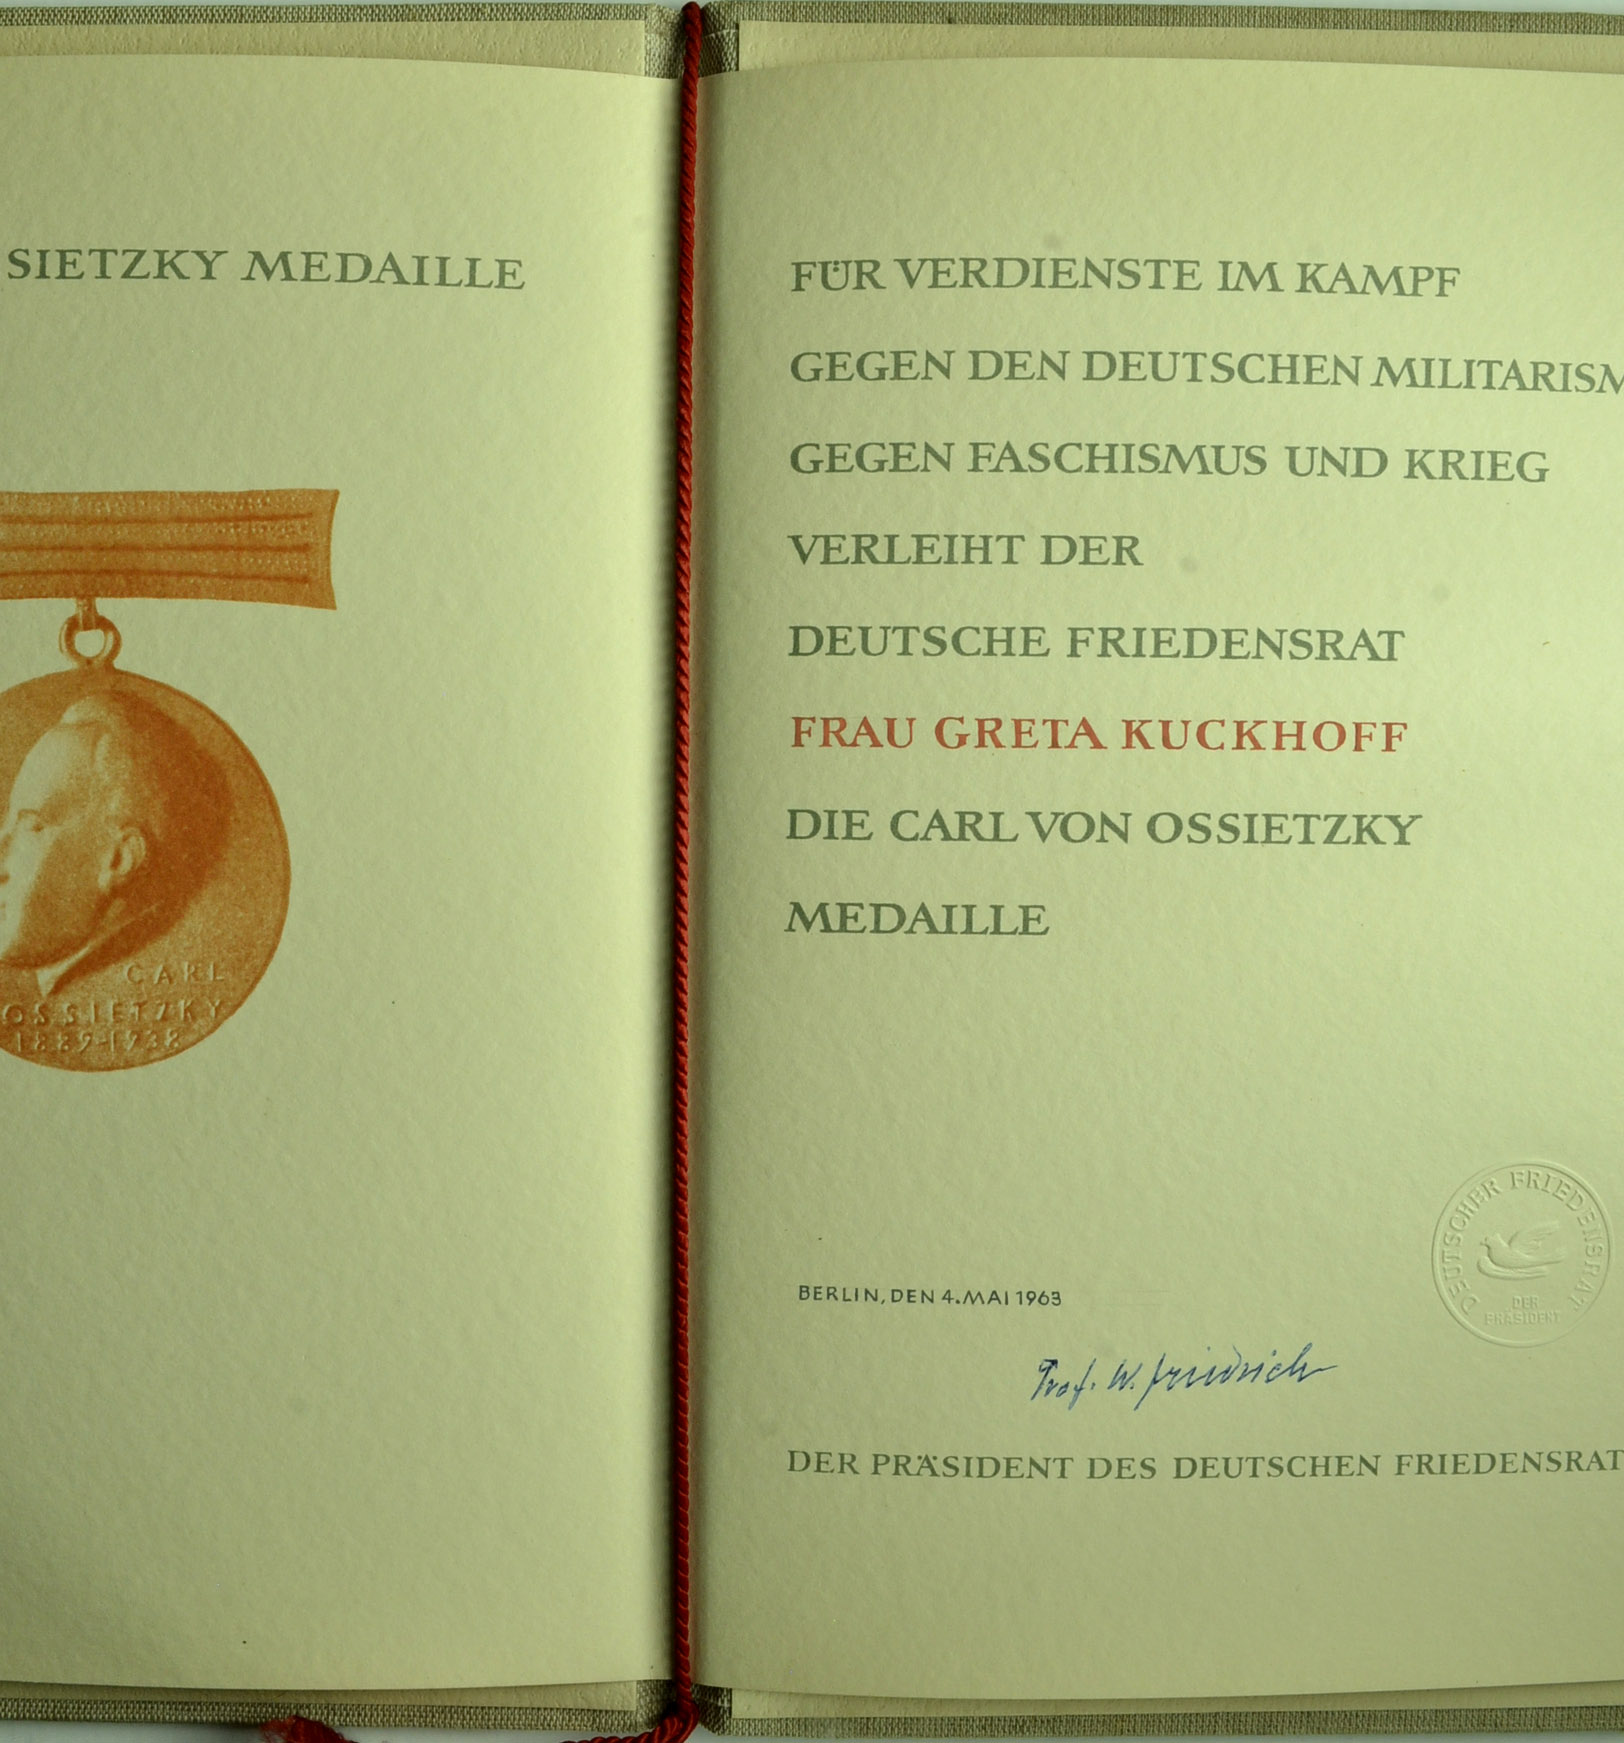 SIETZKY MEDAILLE
CARL
OSSIETZKY
1889-1938
FÜR VERDIENSTE IM KAMPF
GEGEN DEN DEUTSCHEN MILITARISM
GEGEN FASCHISMUS UND KRIEG
VERLEIHT DER
DEUTSCHE FRIEDENSRAT
FRAU GRETA KUCKHOFF
DIE CARL VON OSSIETZKY
MEDAILLE
DEUTSCHER FRIEDENSRAT
DER
PRÄSIDENT
BERLIN, DEN 4. MAI 1963
Prof. W. Friedrich
DER PRÄSIDENT DES DEUTSCHEN FRIEDENSRAT